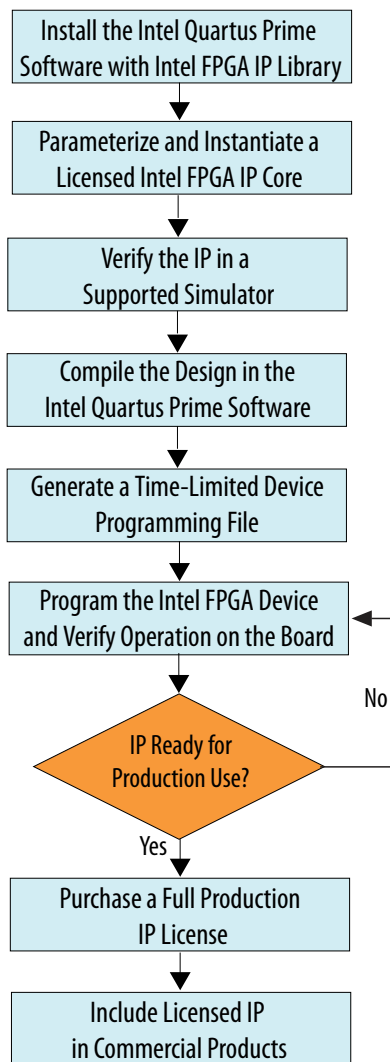 Install the Intel Quartus Prime
Software with Intel FPGA IP Library
Parameterize and Instantiate a
Licensed Intel FPGA IP Core
Verify the IP in a
Supported Simulator
Compile the Design in the
Intel Quartus Prime Software
Generate a Time-Limited Device
Programming File
Program the Intel FPGA Device
and Verify Operation on the Board
No
IP Ready for
Production Use?
Yes
Purchase a Full Production
IP License
Include Licensed IP
in Commercial Products